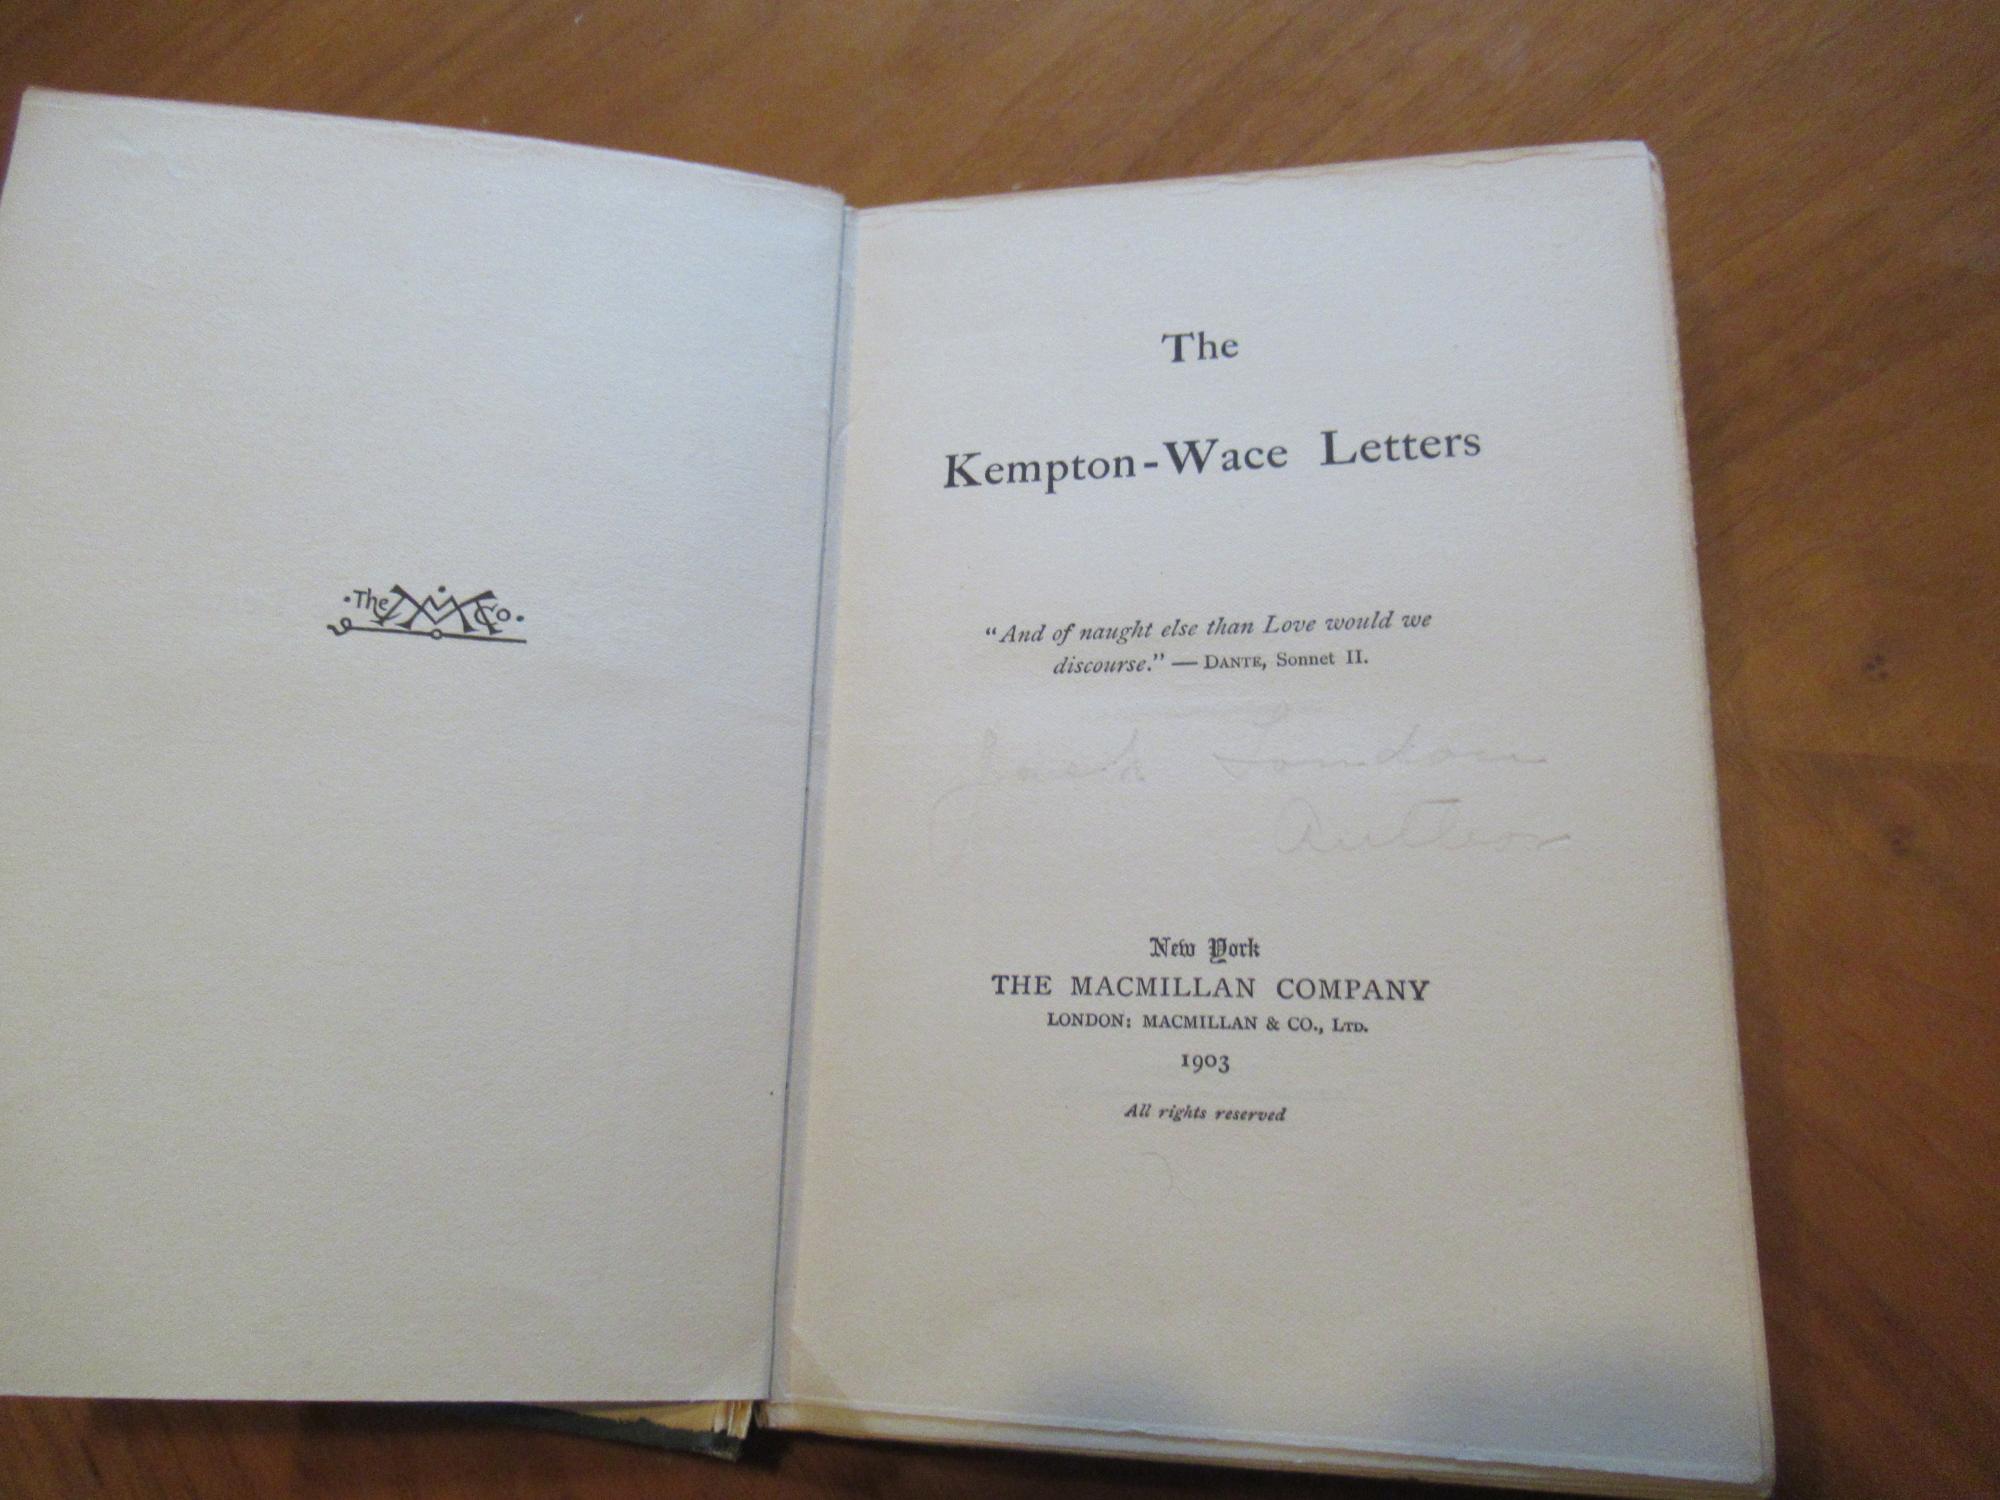 The M Co.
The
Kempton-Wace Letters
"And of naught else than Love would we
discourse." — DANTE, Sonnet II.
Jack London
Author
New York
THE MACMILLAN COMPANY
LONDON: MACMILLAN & CO., LTD.
1903
All rights reserved